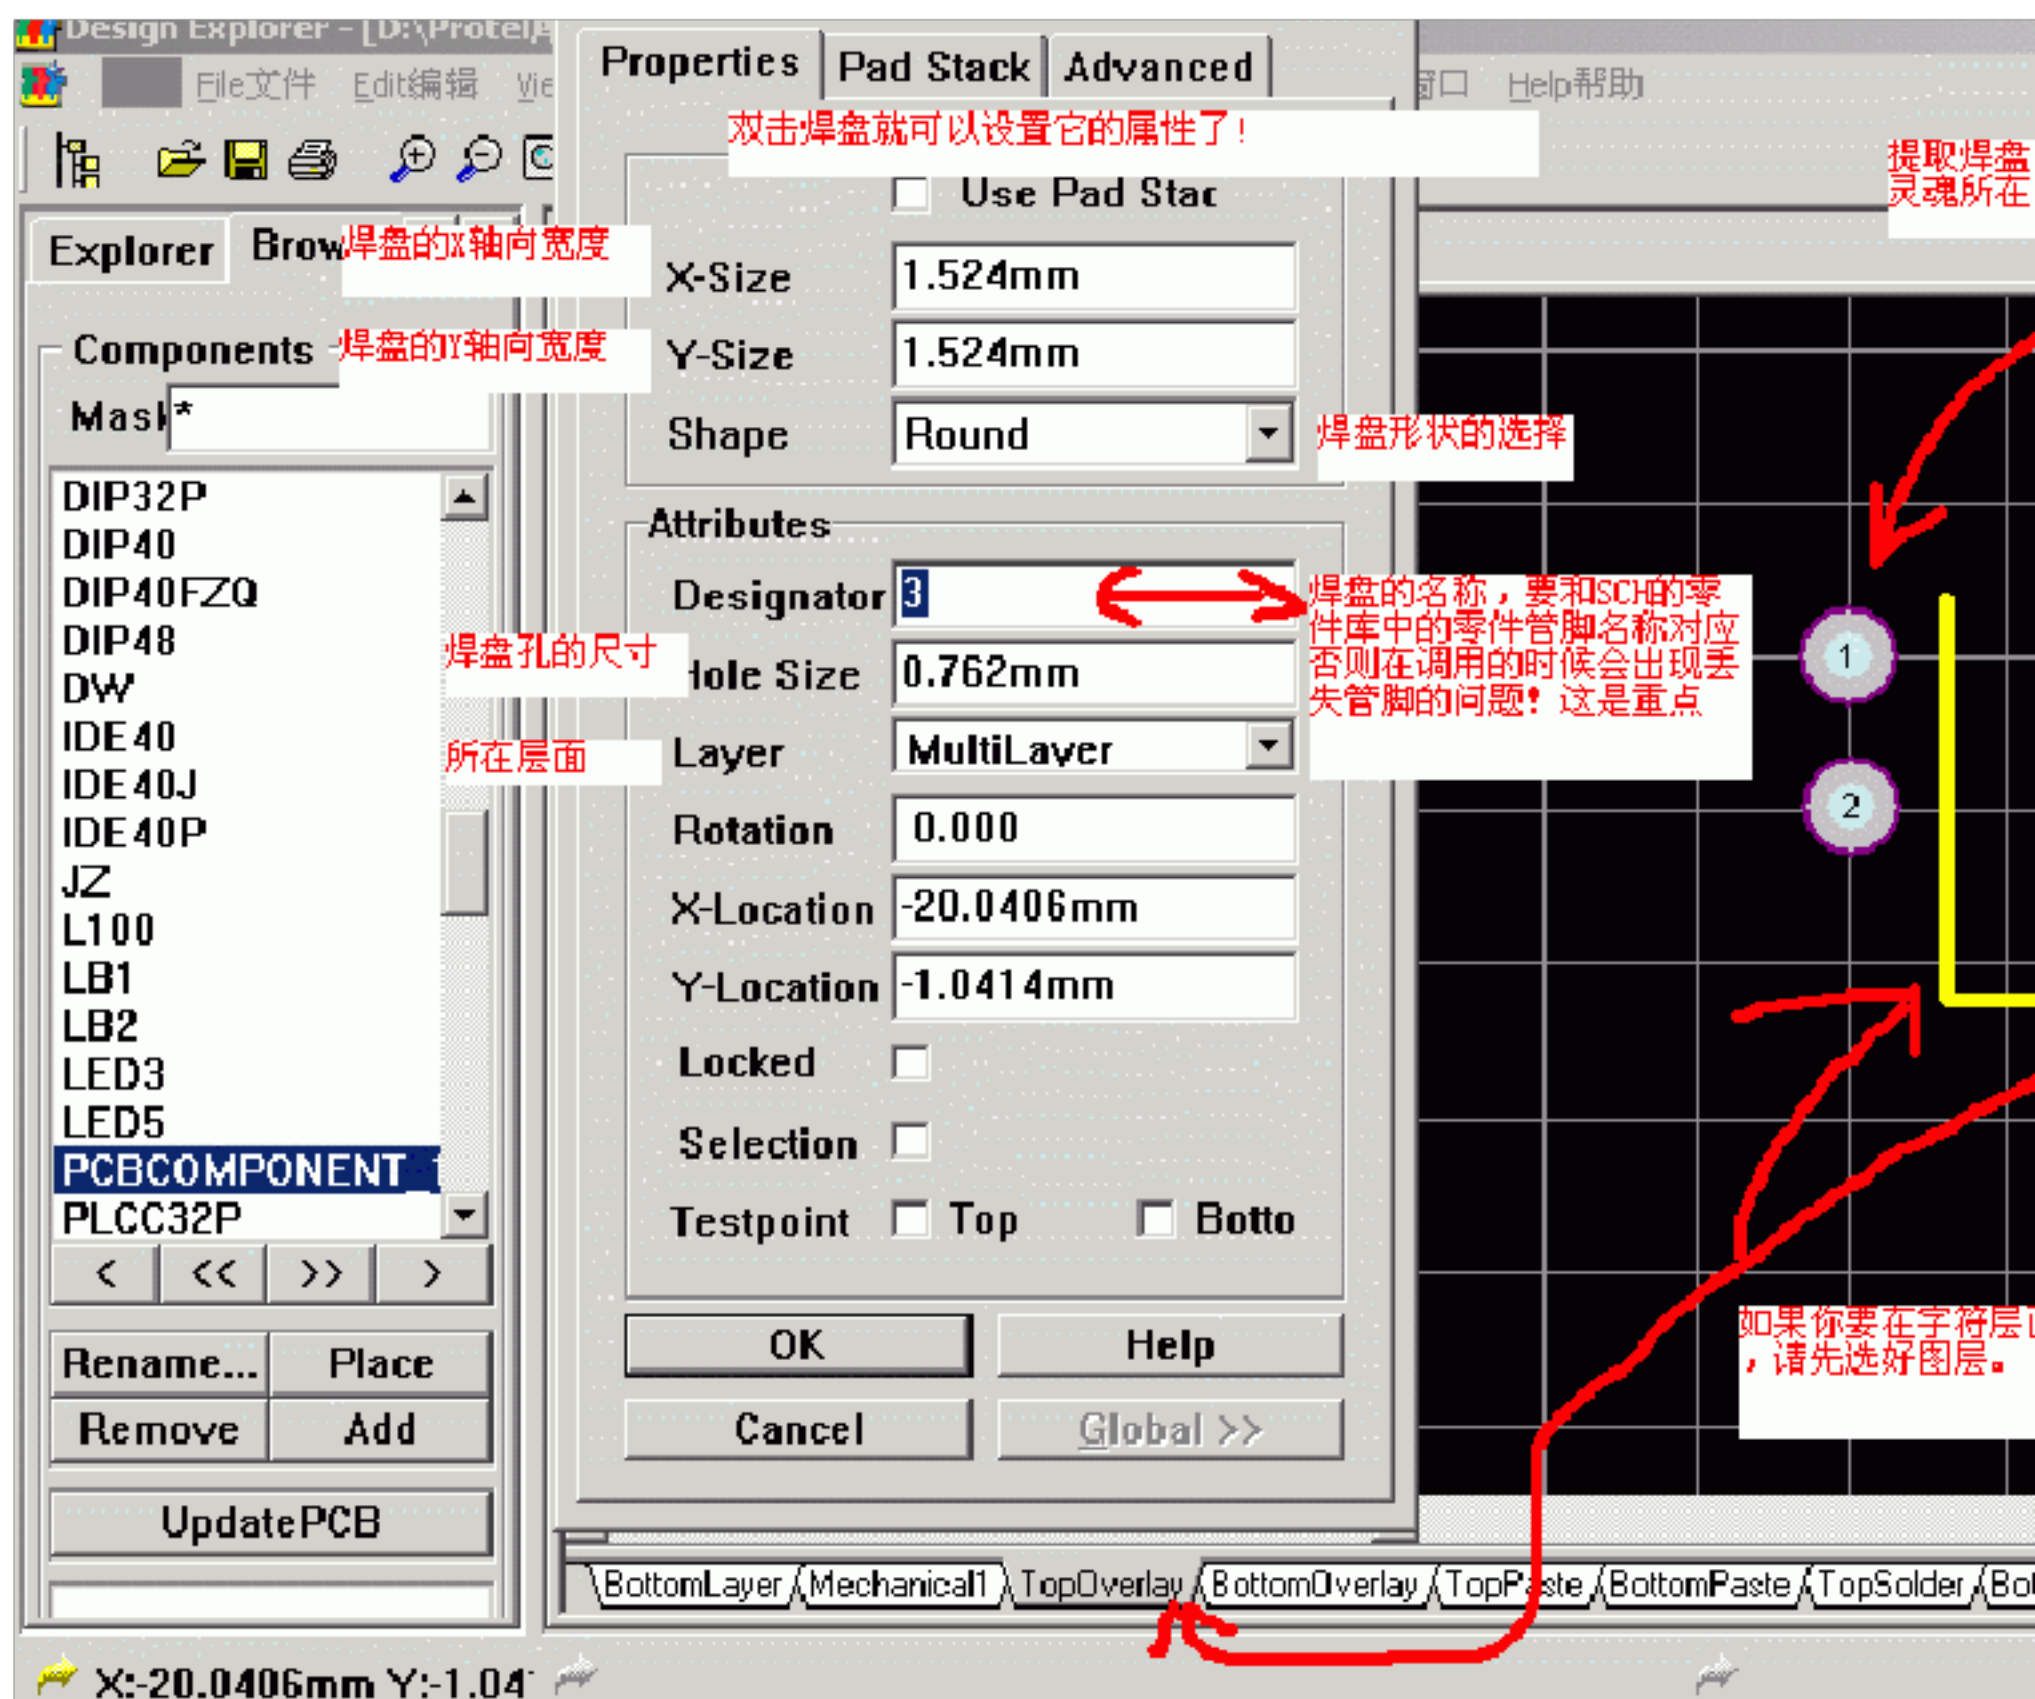 Design Explorer - [D:\Protel
File文件 Edit编辑 Vie
窗口 Help帮助
Properties Pad Stack Advanced
双击焊盘就可以设置它的属性了!
提取焊盘
灵魂所在
Use Pad Stac
Explorer Brow
焊盘的X轴向宽度
X-Size 1.524mm
Components
焊盘的Y轴向宽度
Y-Size 1.524mm
Mask *
Shape Round
焊盘形状的选择
DIP32P
DIP40
DIP40FZQ
DIP48
DW
IDE40
IDE40J
IDE40P
JZ
L100
LB1
LB2
LED3
LED5
PCBCOMPONENT_1
PLCC32P
Attributes
Designator 3
焊盘的名称，要和SCH的零
件库中的零件管脚名称对应
否则在调用的时候会出现丢
失管脚的问题! 这是重点
焊盘孔的尺寸
Hole Size 0.762mm
所在层面
Layer MultiLayer
Rotation 0.000
X-Location -20.0406mm
Y-Location -1.0414mm
Locked
Selection
Testpoint Top Botto
1
2
< << >> >
Rename... Place
Remove Add
UpdatePCB
OK Help
Cancel Global >>
如果你要在字符层
，请先选好图层。
BottomLayer Mechanical1 TopOverlay BottomOverlay TopPaste BottomPaste TopSolder Bot
X:-20.0406mm Y:-1.04